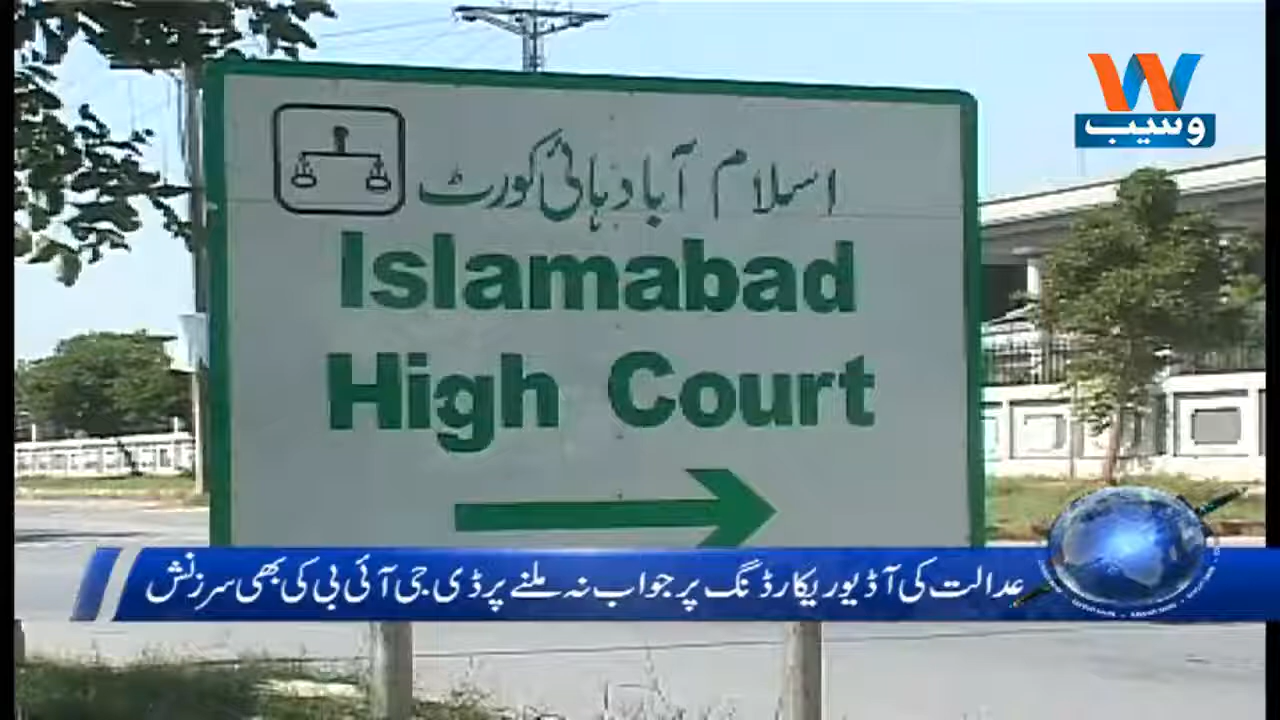 W
وسیب
اسلام آباد ہائی کورٹ
Islamabad
High Court
عدالت کی آڈیو ریکارڈنگ پر جواب نہ ملنے پر ڈی جی آئی بی کی بھی سرزنش